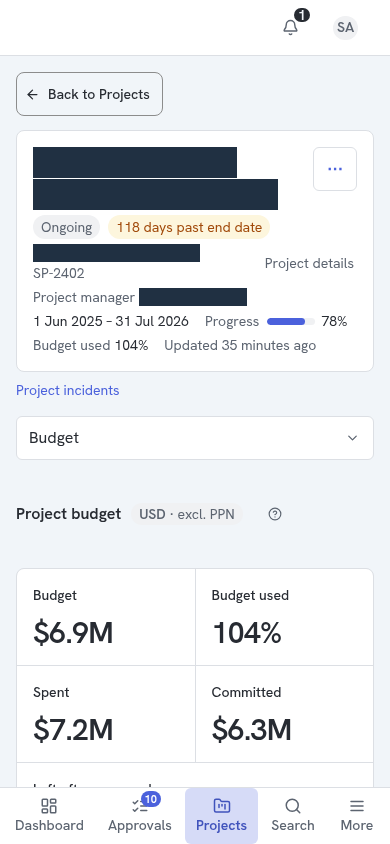 1
SA
Back to Projects
...
Ongoing
118 days past end date
SP-2402
Project details
Project manager
1 Jun 2025 – 31 Jul 2026
Progress
78%
Budget used 104%
Updated 35 minutes ago
Project incidents
Budget
Project budget
USD · excl. PPN
Budget
Budget used
$6.9M
104%
Spent
Committed
$7.2M
$6.3M
10
Dashboard
Approvals
Projects
Search
More